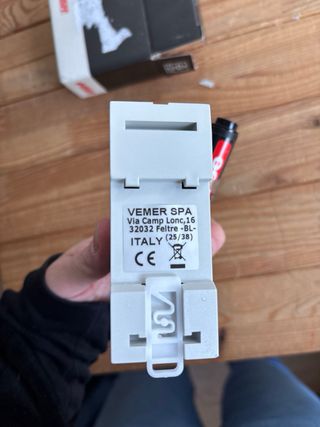 VEMER SPA
Via Camp Lonc,16
32032 Feltre -BL-
ITALY (25/38)
CE